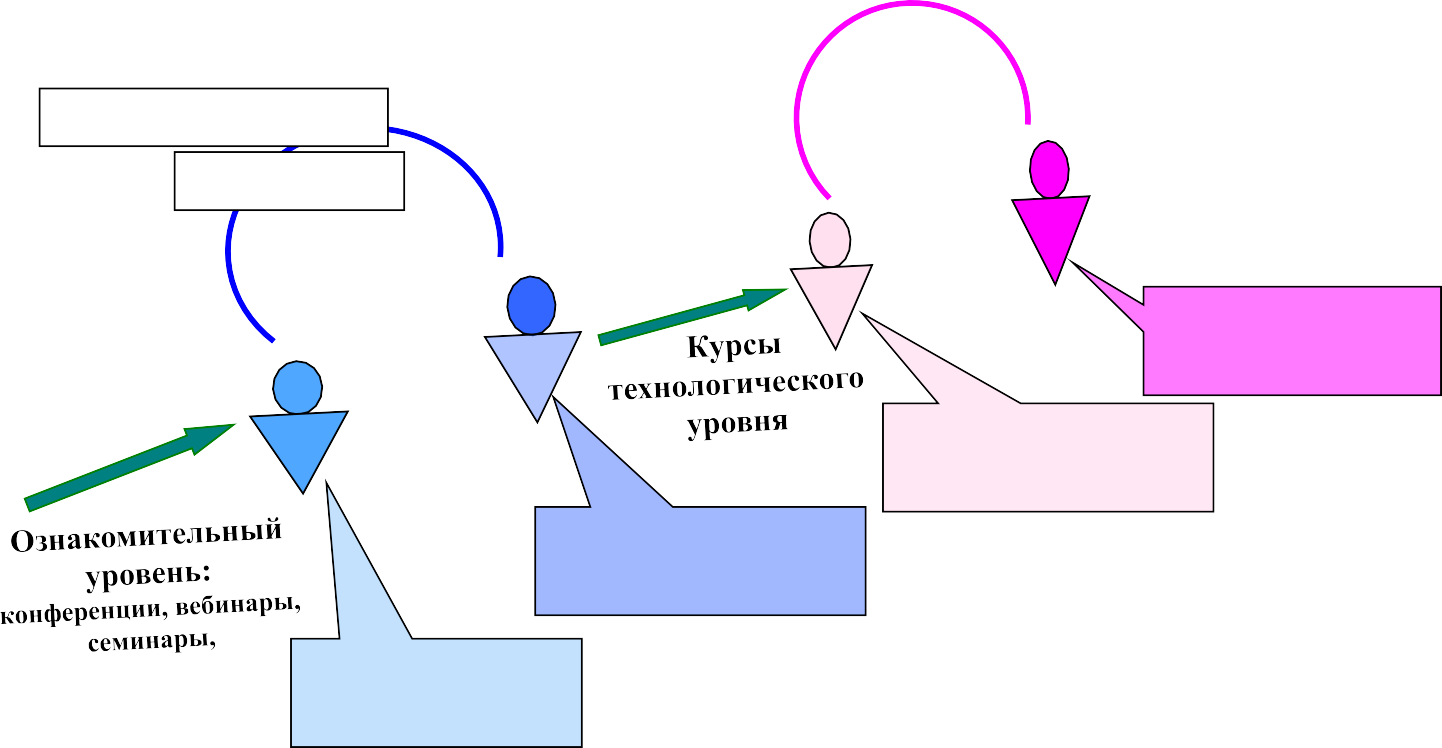 Ознакомительный
уровень:
конференции, вебинары,
семинары,
Курсы
технологического
уровня